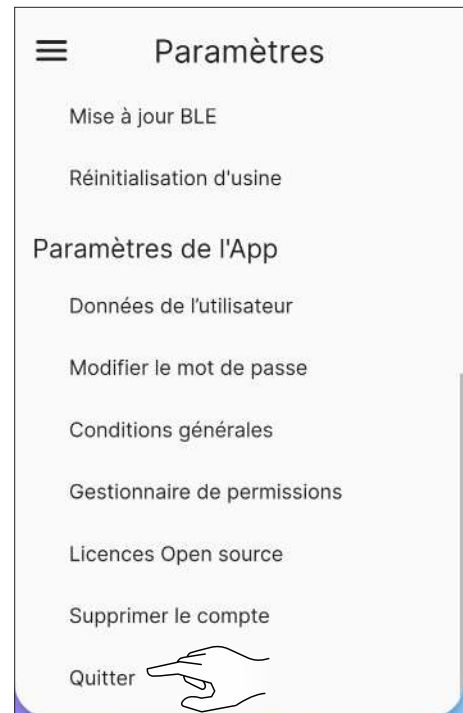 Paramètres
Mise à jour BLE
Réinitialisation d'usine
Paramètres de l'App
Données de l’utilisateur
Modifier le mot de passe
Conditions générales
Gestionnaire de permissions
Licences Open source
Supprimer le compte
Quitter